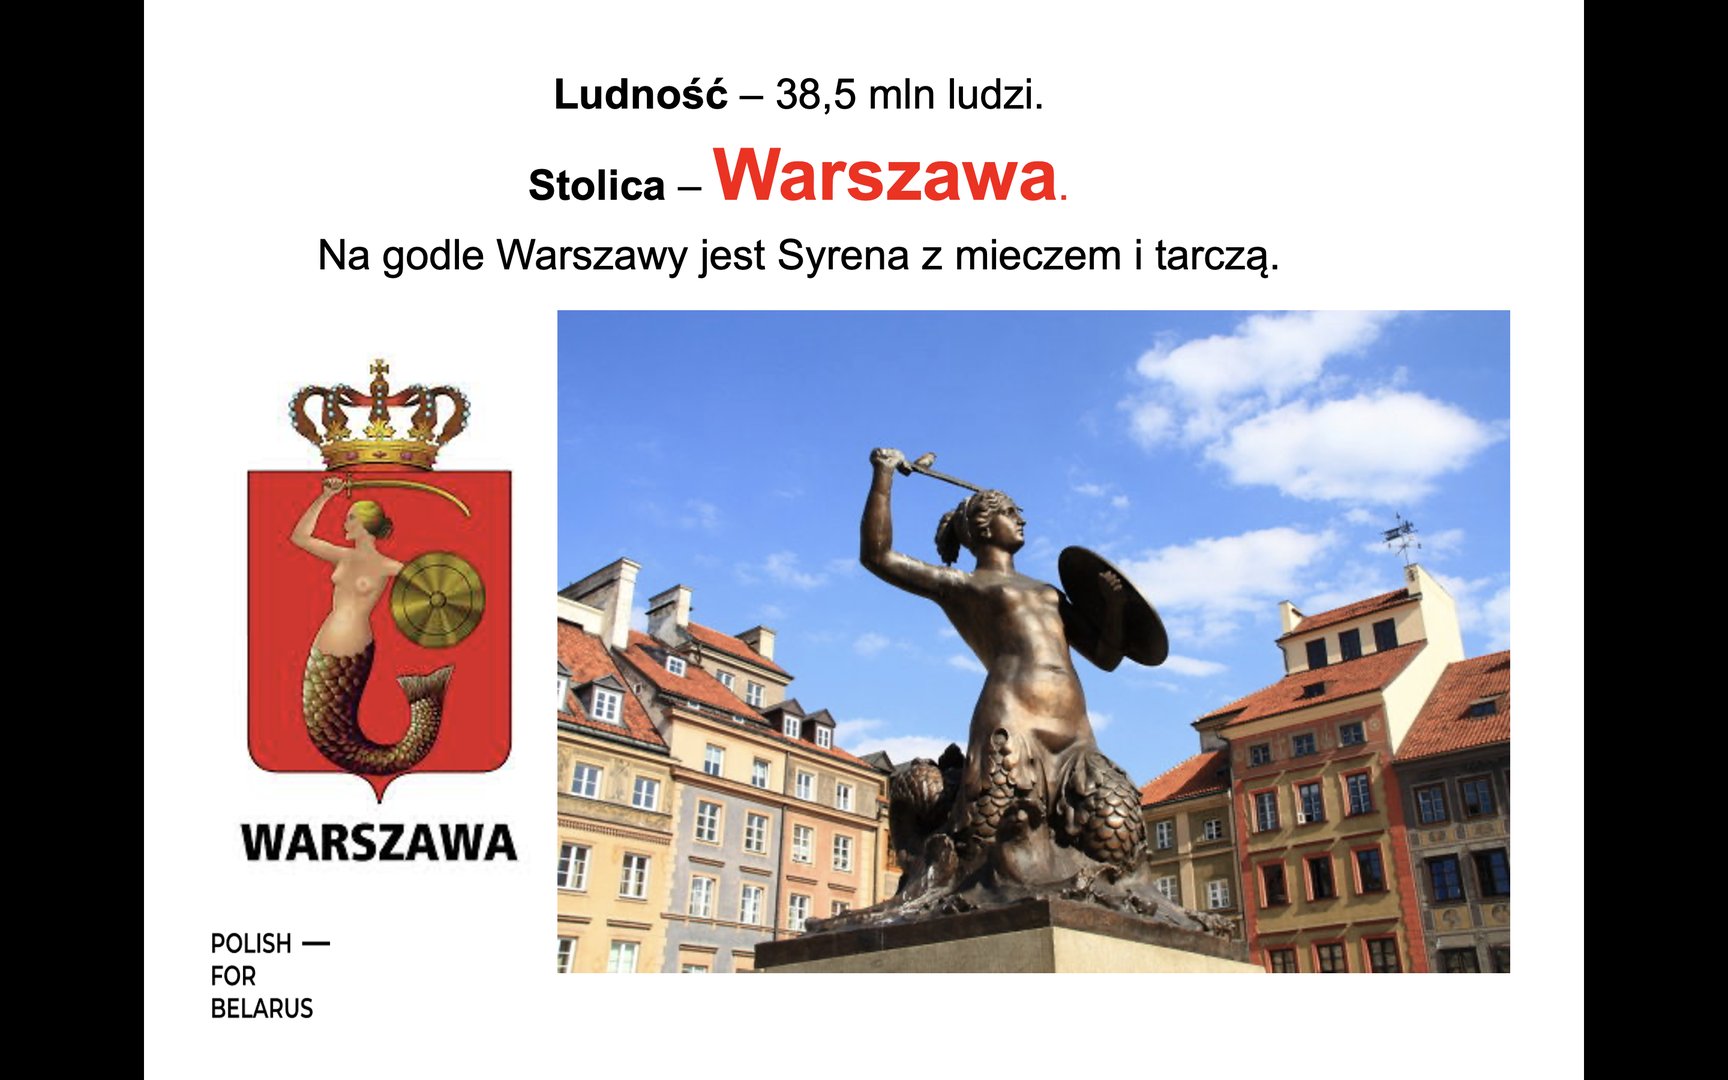 Ludność – 38,5 mln ludzi.
Stolica – Warszawa.
Na godle Warszawy jest Syrena z mieczem i tarczą.
WARSZAWA
POLISH —
FOR
BELARUS